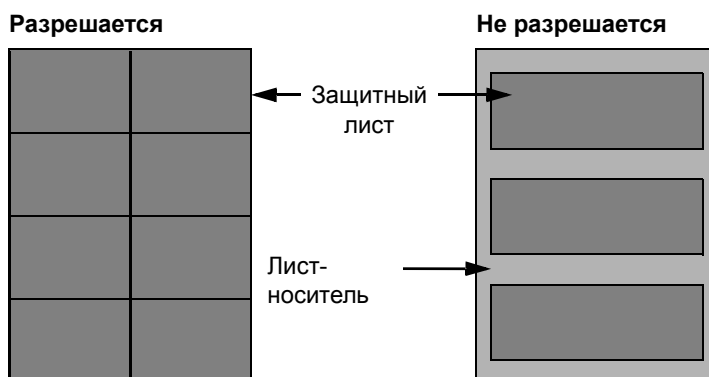 Разрешается
Не разрешается
Защитный
лист
Лист-
носитель